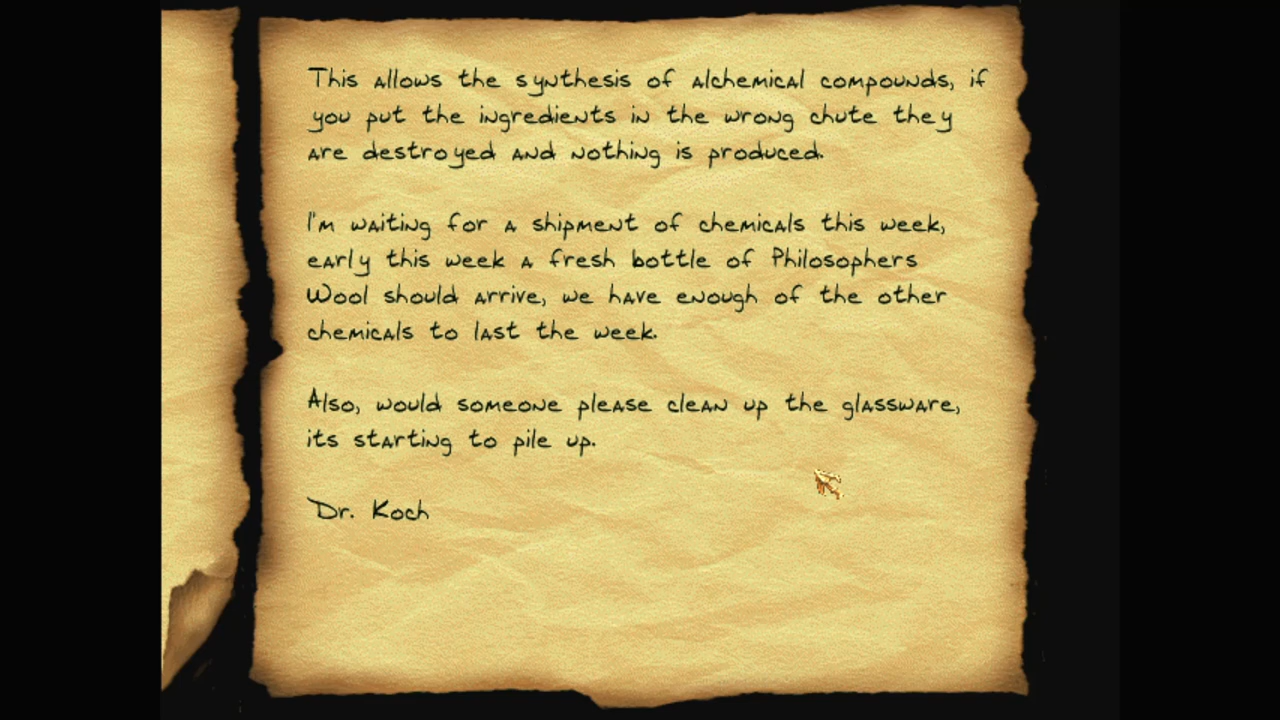 This allows the synthesis of alchemical compounds, if
you put the ingredients in the wrong chute they
are destroyed and nothing is produced.
I'm waiting for a shipment of chemicals this week,
early this week a fresh bottle of Philosophers
Wool should arrive, we have enough of the other
chemicals to last the week.
Also, would someone please clean up the glassware,
its starting to pile up.
Dr. Koch